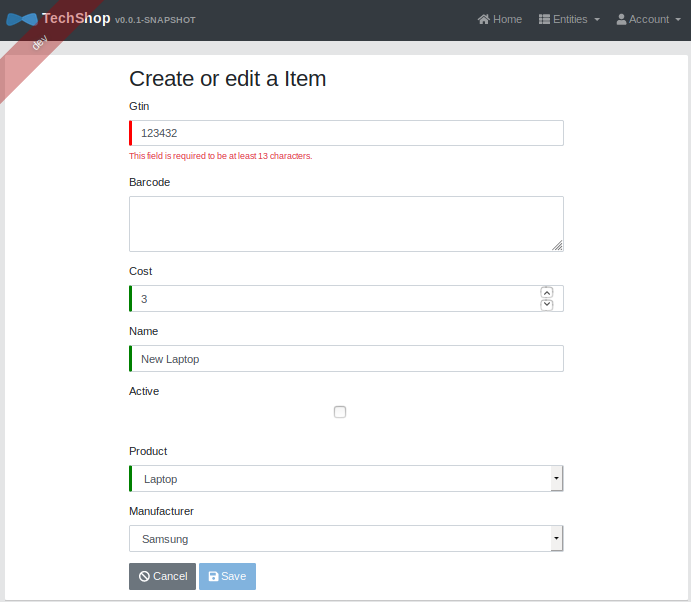 TechShop v0.0.1-SNAPSHOT
Home Entities Account
dev
Create or edit a Item
Gtin
123432
This field is required to be at least 13 characters.
Barcode
Cost
3
Name
New Laptop
Active
Product
Laptop
Manufacturer
Samsung
Cancel Save